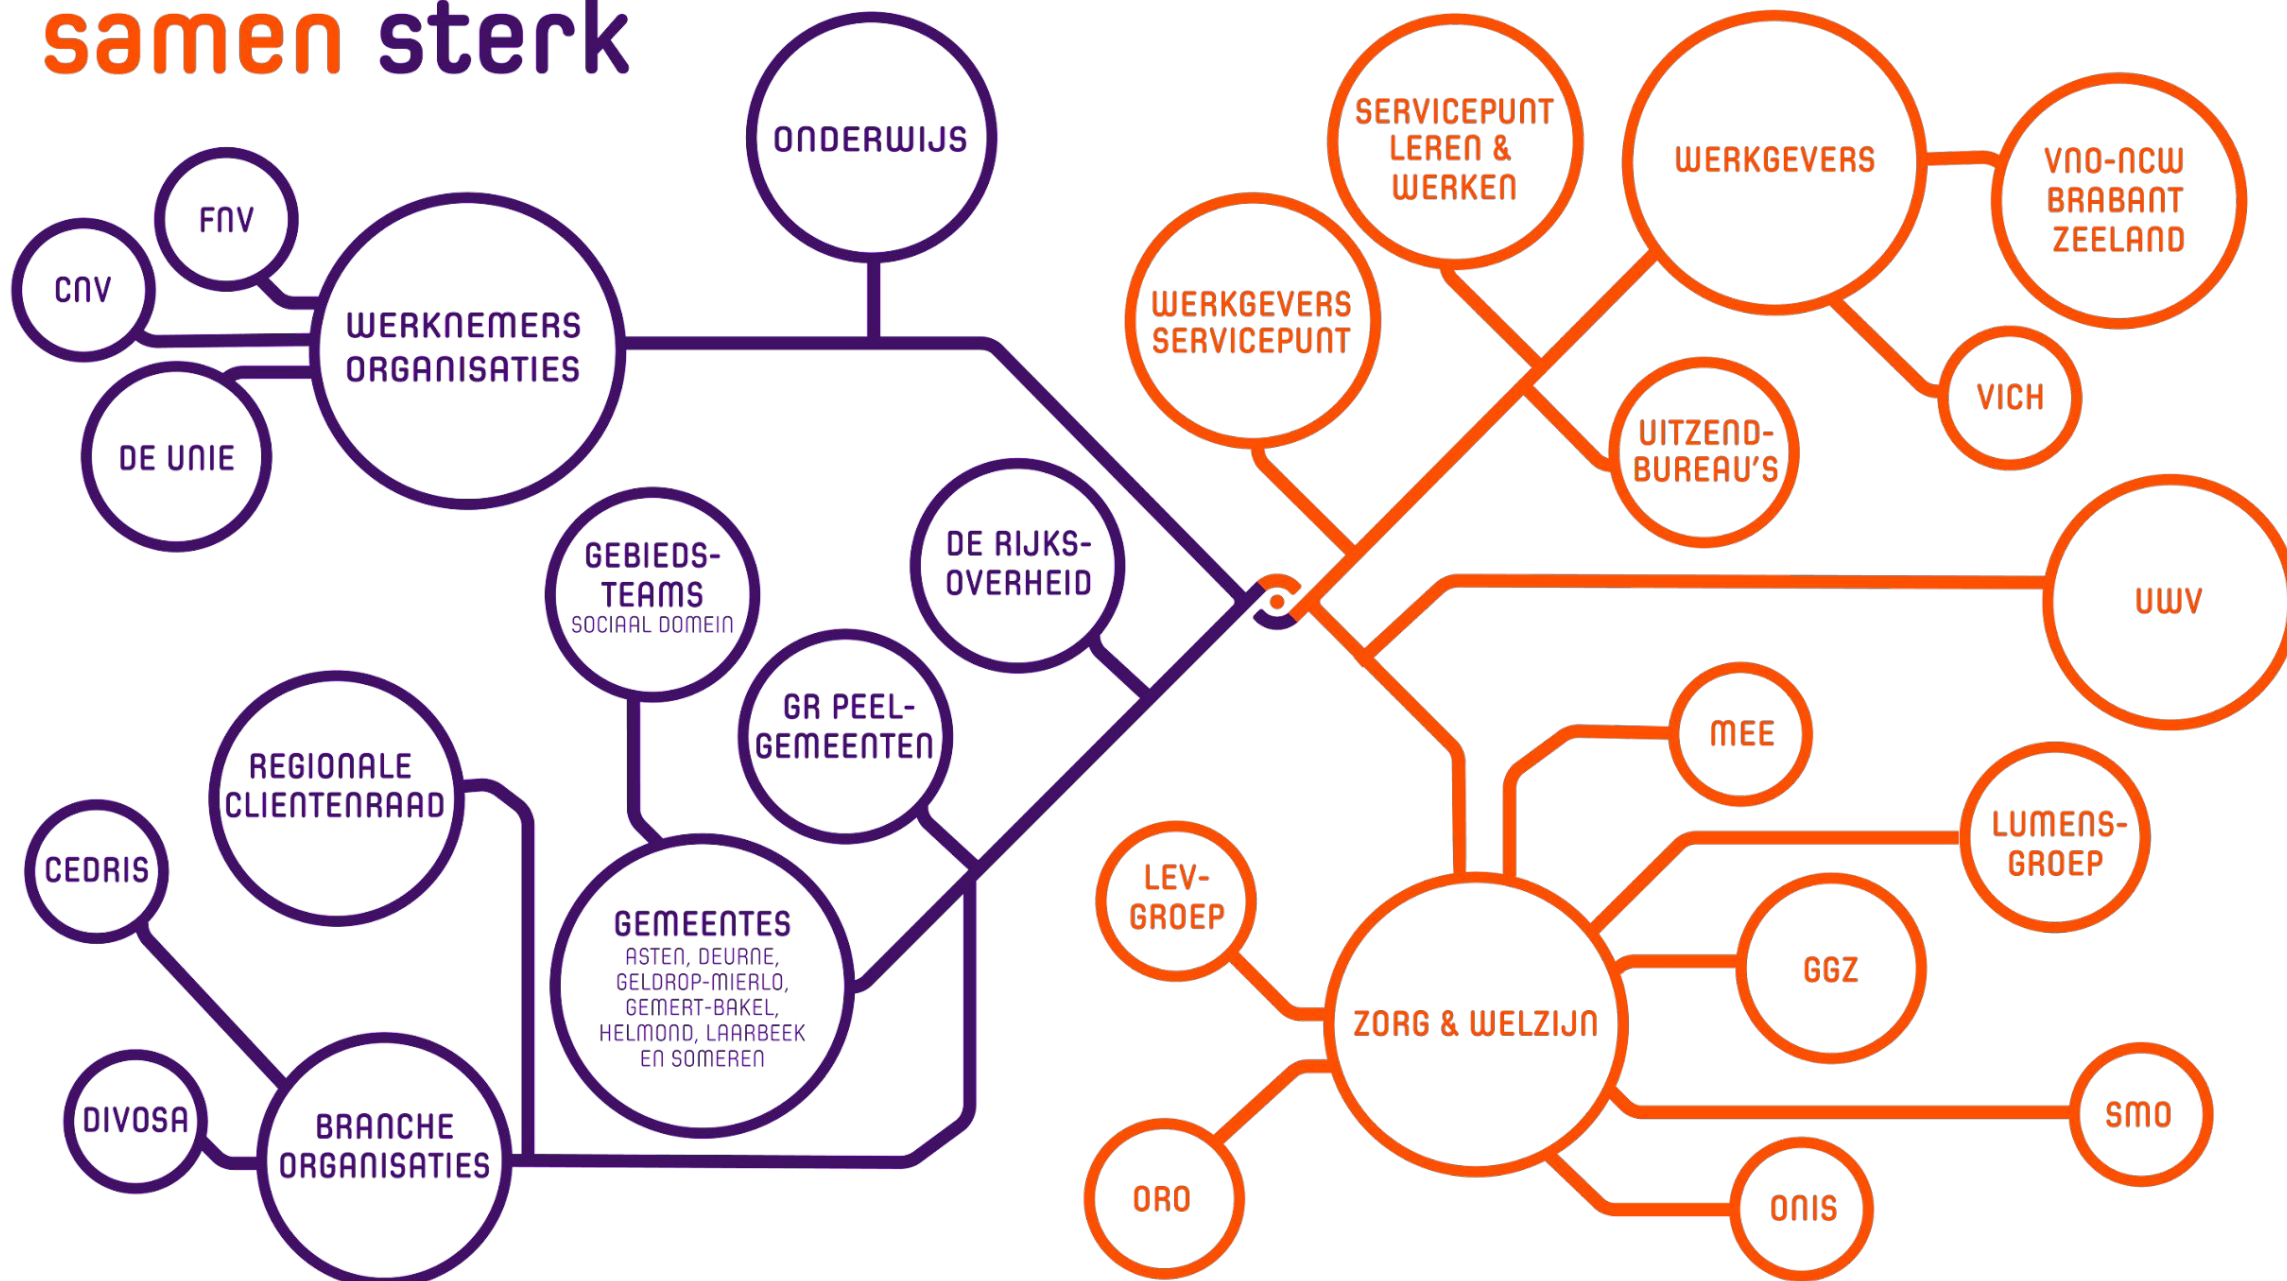 samen sterk
ONDERWIJS
FNV
CNV
WERKNEMERS
ORGANISATIES
DE UNIE
GEBIEDS-
TEAMS
SOCIAAL DOMEIN
DE RIJKS-
OVERHEID
GR PEEL-
GEMEENTEN
REGIONALE
CLIENTENRAAD
CEDRIS
GEMEENTES
ASTEN, DEURNE,
GELDROP-MIERLO,
GEMERT-BAKEL,
HELMOND, LAARBEEK
EN SOMEREN
DIVOSA
BRANCHE
ORGANISATIES
SERVICEPUNT
LEREN &
WERKEN
WERKGEVERS
VNO-NCW
BRABANT
ZEELAND
WERKGEVERS
SERVICEPUNT
VICH
UITZEND-
BUREAU'S
UWV
MEE
LUMENS-
GROEP
LEV-
GROEP
GGZ
ZORG & WELZIJN
SMO
ORO
ONIS